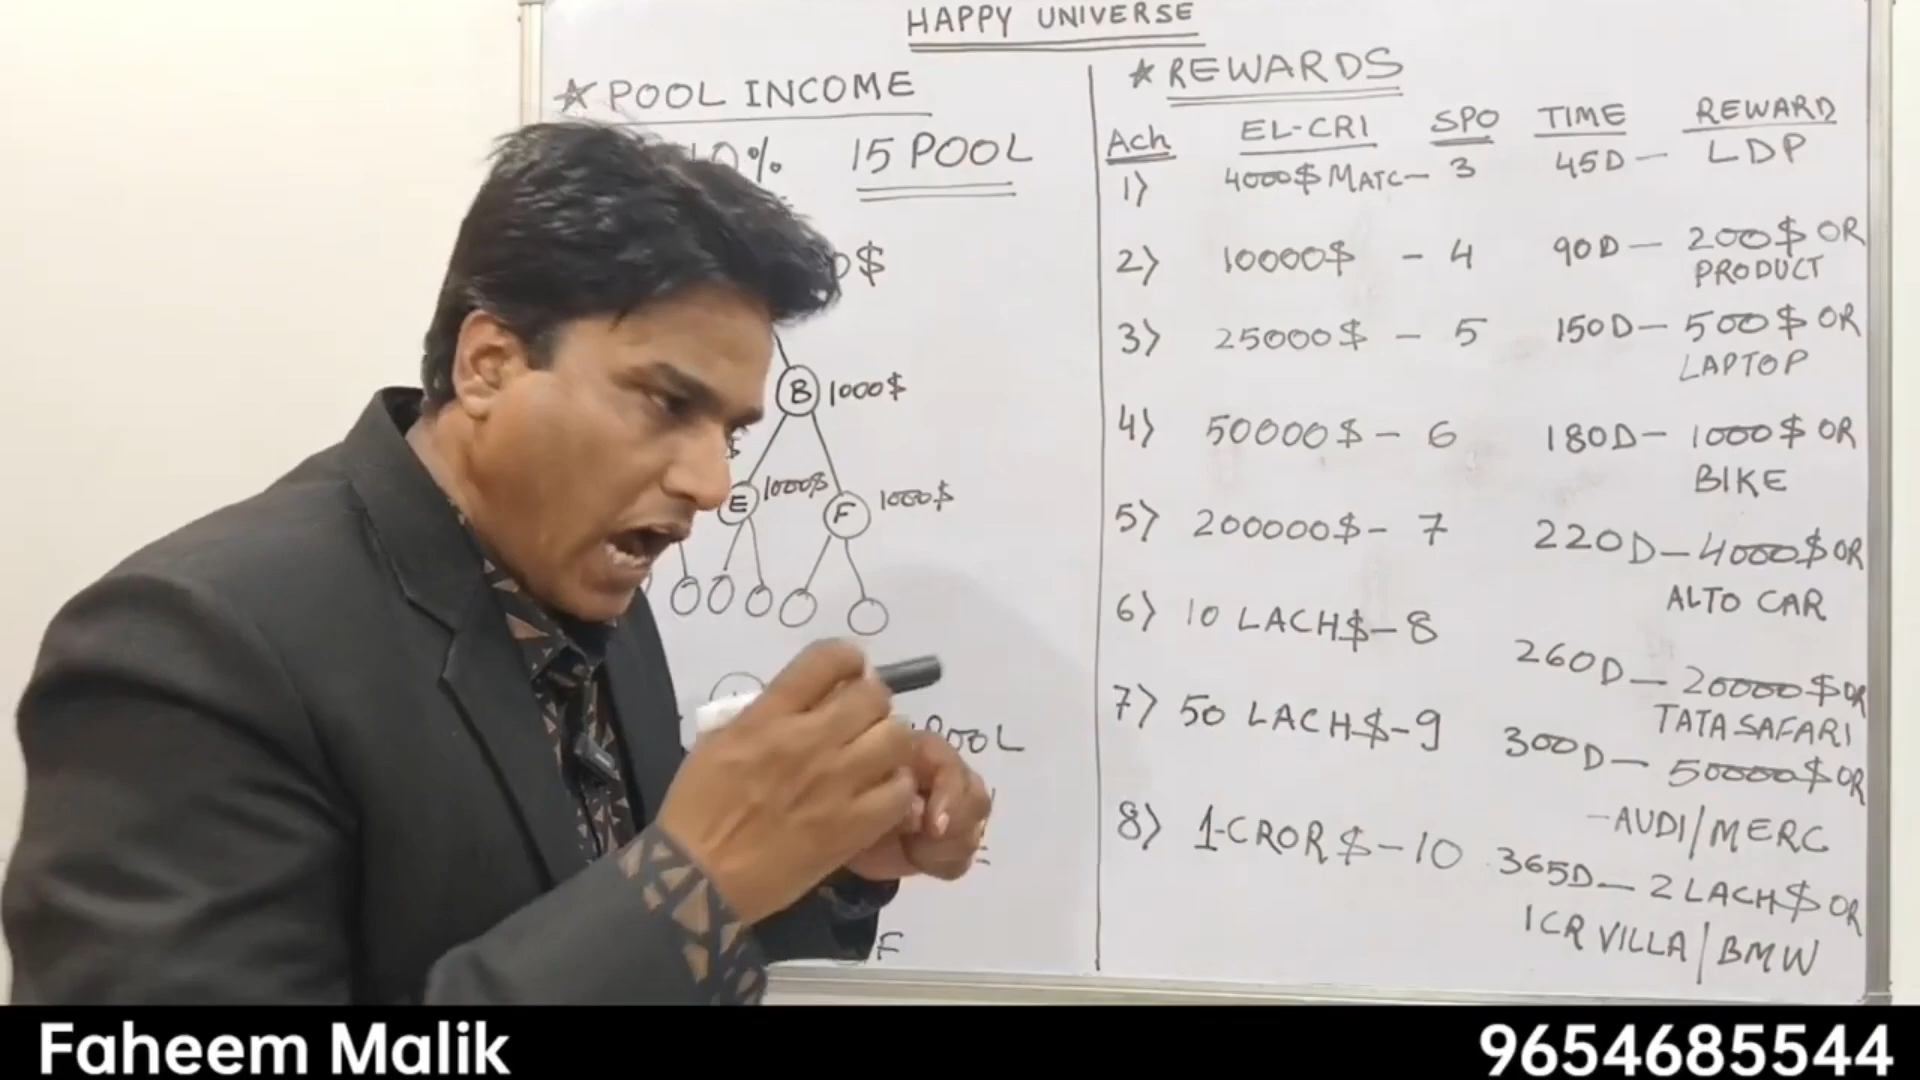 HAPPY UNIVERSE
★ POOL INCOME
10% 15 POOL
0$
B 1000$
$
E 1000$ F 1000$
POOL
F
★ REWARDS
Ach EL-CRI SPO TIME REWARD
1) 4000$ MATC- 3 45D - LDP
2) 10000$ - 4 90D - 200$ OR
PRODUCT
3) 25000$ - 5 150D - 500$ OR
LAPTOP
4) 50000$ - 6 180D - 1000$ OR
BIKE
5) 200000$ - 7 220D - 4000$ OR
ALTO CAR
6) 10 LACH$ - 8 260D - 20000$ OR
TATA SAFARI
7) 50 LACH$ - 9 300D - 50000$ OR
- AUDI/MERC
8) 1-CROR$ - 10 365D - 2 LACH$ OR
1CR VILLA/BMW
Faheem Malik 9654685544